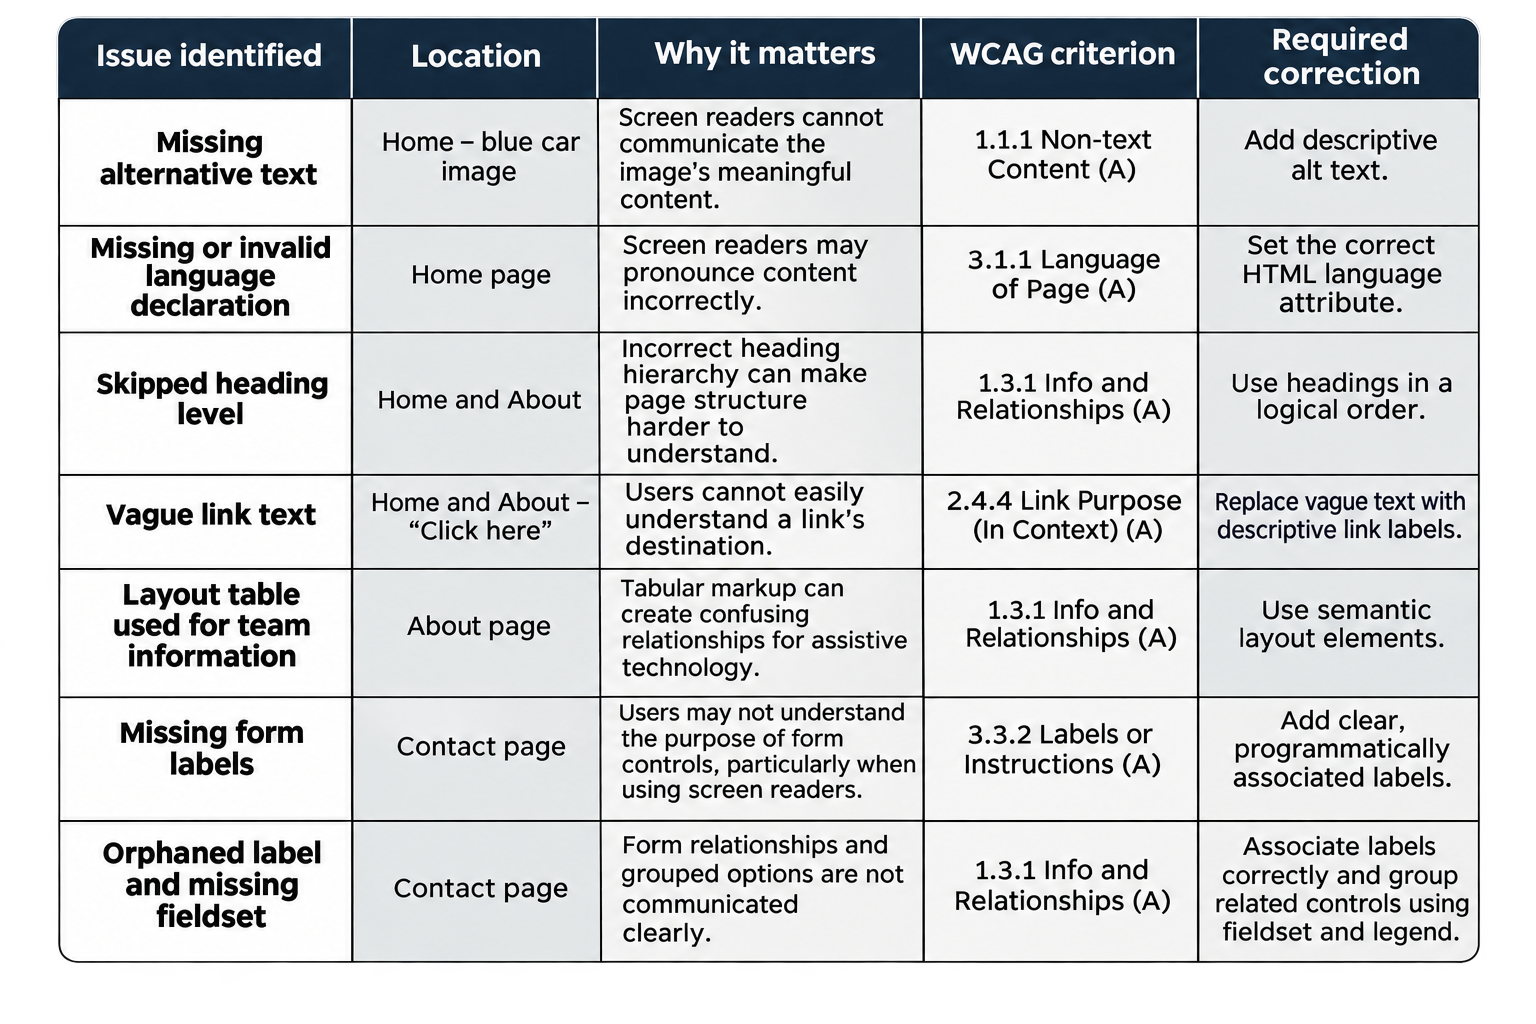 Issue identified
Location
Why it matters
WCAG criterion
Required
correction
Missing
alternative text
Home – blue car
image
Screen readers cannot
communicate the
image’s meaningful
content.
1.1.1 Non-text
Content (A)
Add descriptive
alt text.
Missing or invalid
language
declaration
Home page
Screen readers may
pronounce content
incorrectly.
3.1.1 Language
of Page (A)
Set the correct
HTML language
attribute.
Skipped heading
level
Home and About
Incorrect heading
hierarchy can make
page structure
harder to
understand.
1.3.1 Info and
Relationships (A)
Use headings in a
logical order.
Vague link text
Home and About –
“Click here”
Users cannot easily
understand a link’s
destination.
2.4.4 Link Purpose
(In Context) (A)
Replace vague text with
descriptive link labels.
Layout table
used for team
information
About page
Tabular markup can
create confusing
relationships for assistive
technology.
1.3.1 Info and
Relationships (A)
Use semantic
layout elements.
Missing form
labels
Contact page
Users may not understand
the purpose of form
controls, particularly when
using screen readers.
3.3.2 Labels or
Instructions (A)
Add clear,
programmatically
associated labels.
Orphaned label
and missing
fieldset
Contact page
Form relationships and
grouped options are not
communicated
clearly.
1.3.1 Info and
Relationships (A)
Associate labels
correctly and group
related controls using
fieldset and legend.